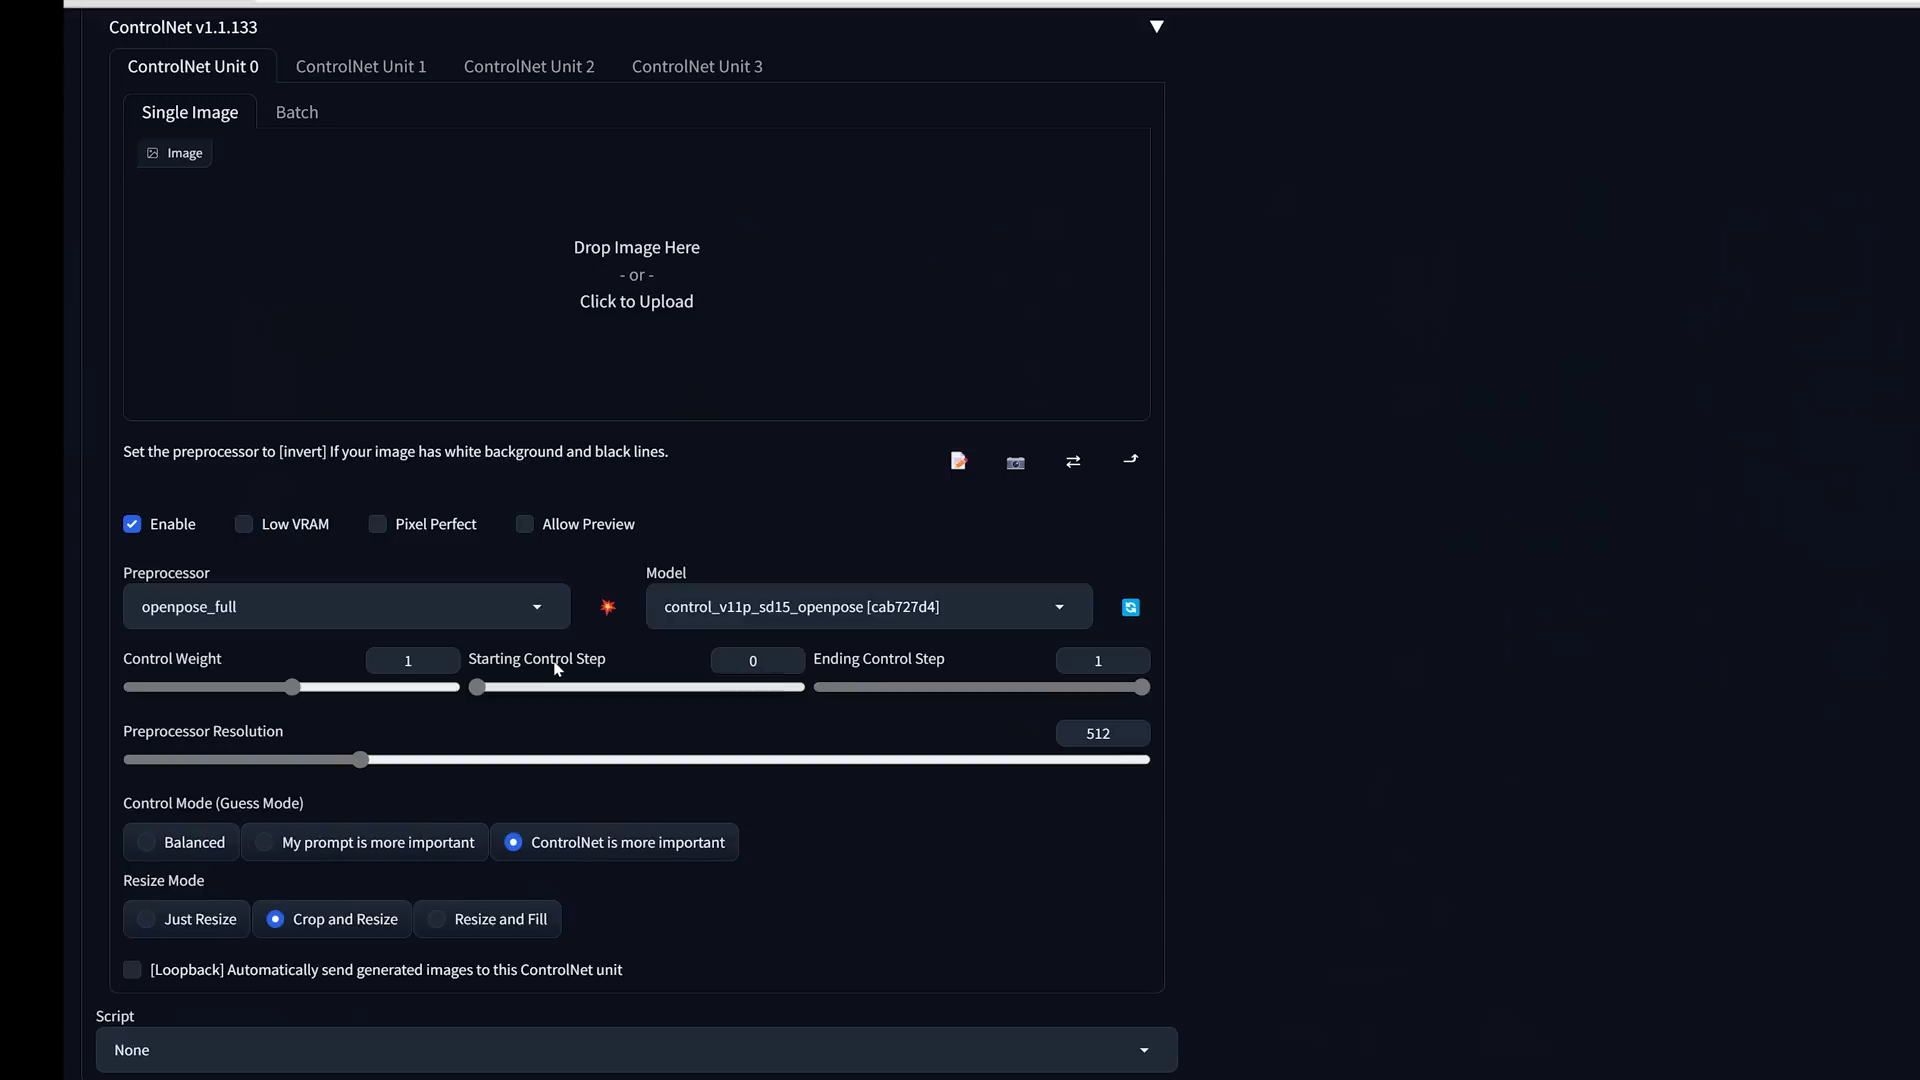 ControlNet v1.1.133
ControlNet Unit 0 ControlNet Unit 1 ControlNet Unit 2 ControlNet Unit 3
Single Image Batch
Image
Drop Image Here
- or -
Click to Upload
Set the preprocessor to [invert] If your image has white background and black lines.
Enable Low VRAM Pixel Perfect Allow Preview
Preprocessor Model
openpose_full control_v11p_sd15_openpose [cab727d4]
Control Weight 1 Starting Control Step 0 Ending Control Step 1
Preprocessor Resolution 512
Control Mode (Guess Mode)
Balanced My prompt is more important ControlNet is more important
Resize Mode
Just Resize Crop and Resize Resize and Fill
[Loopback] Automatically send generated images to this ControlNet unit
Script
None